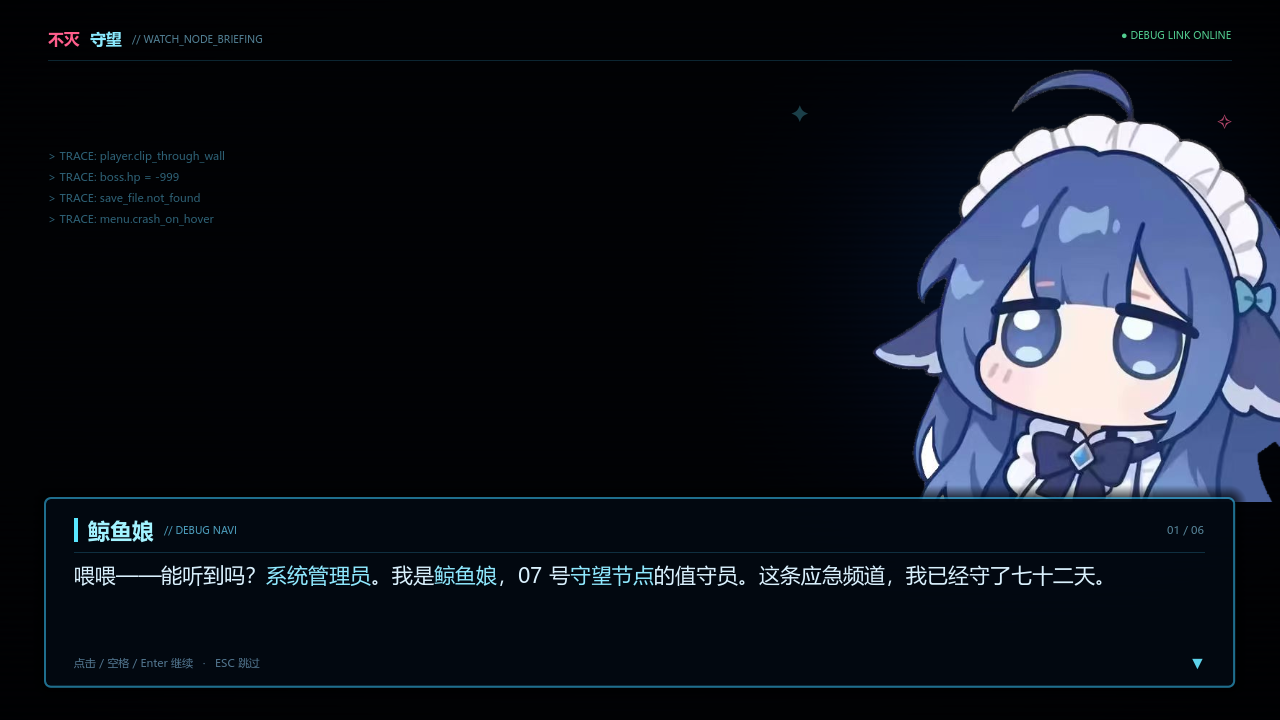 不灭 守望 // WATCH_NODE_BRIEFING
● DEBUG LINK ONLINE
> TRACE: player.clip_through_wall
> TRACE: boss.hp = -999
> TRACE: save_file.not_found
> TRACE: menu.crash_on_hover
鲸鱼娘 // DEBUG NAVI
01 / 06
喂喂——能听到吗？系统管理员。我是鲸鱼娘，07 号守望节点的值守员。这条应急频道，我已经守了七十二天。
点击 / 空格 / Enter 继续 · ESC 跳过
▼